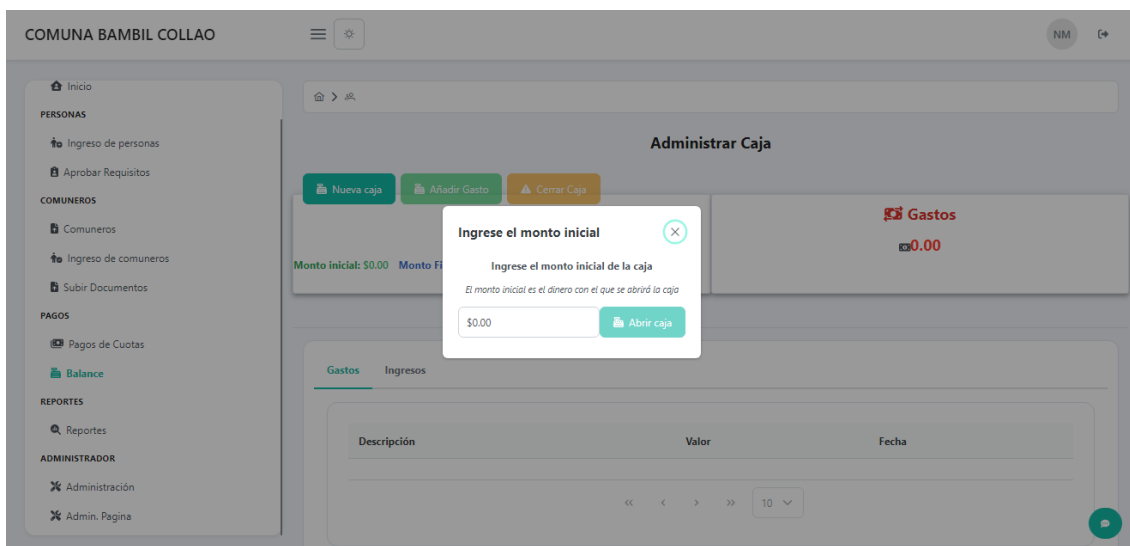 COMUNA BAMBIL COLLAO
NM
Inicio
PERSONAS
Ingreso de personas
Aprobar Requisitos
COMUNEROS
Comuneros
Ingreso de comuneros
Subir Documentos
PAGOS
Pagos de Cuotas
Balance
REPORTES
Reportes
ADMINISTRADOR
Administración
Admin. Pagina
Administrar Caja
Nueva caja Añadir Gasto Cerrar Caja
Monto inicial: $0.00 Monto Fi
Gastos
0.00
Ingrese el monto inicial
Ingrese el monto inicial de la caja
El monto inicial es el dinero con el que se abrirá la caja
$0.00 Abrir caja
Gastos Ingresos
Descripción Valor Fecha
10